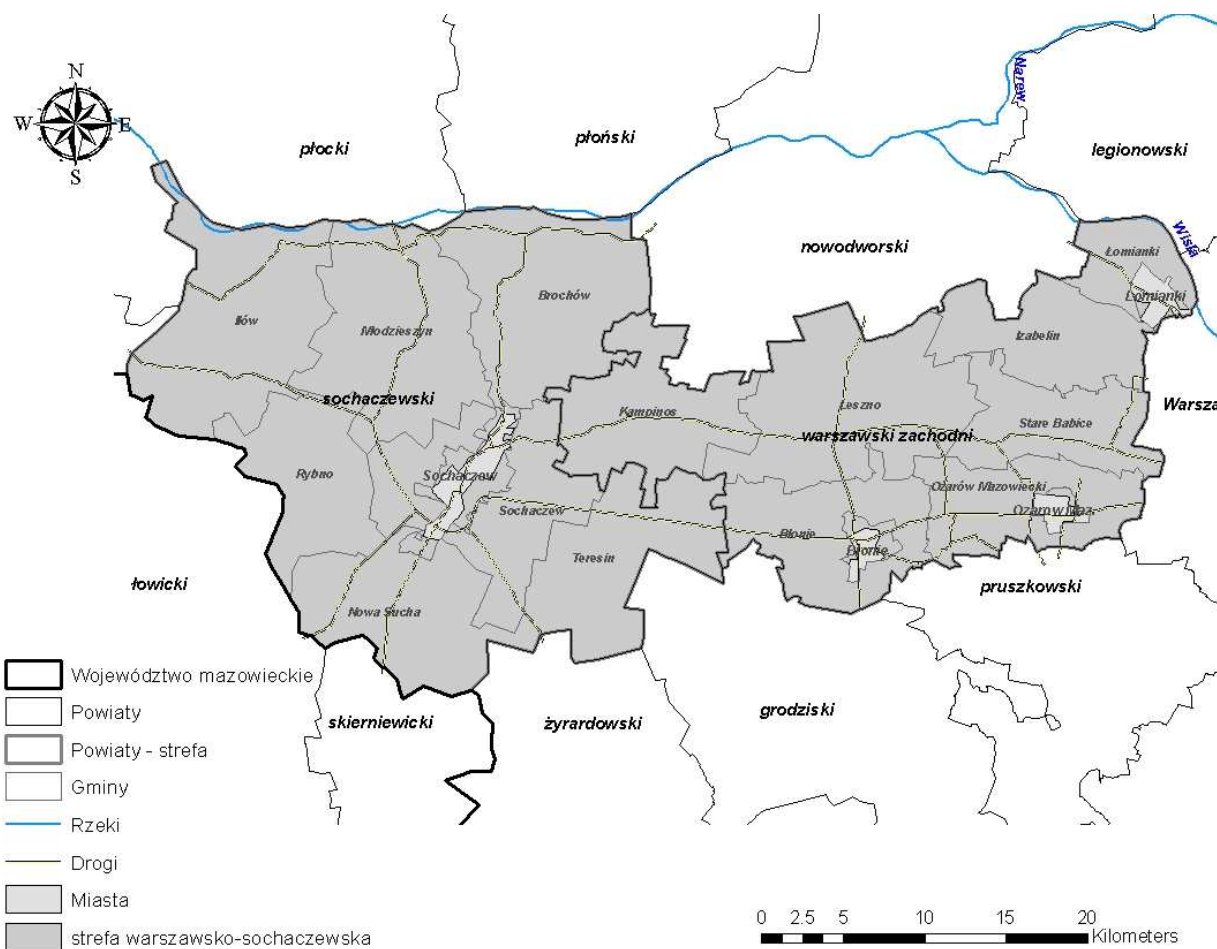 N
W E
S
Narew
płocki
płoński
legionowski
nowodworski
Wisła
Łomianki
Łomianki
Iłów
Młodzieszyn
Brochów
Izabelin
sochaczewski
Kampinos
Leszno
Warsza
Stare Babice
warszawski zachodni
Rybno
Sochaczew
Ożarów Mazowiecki
Sochaczew
Ożarów Maz.
Błonie
Błonie
Teresin
łowicki
pruszkowski
Nowa Sucha
skierniewicki
żyrardowski
grodziski
Województwo mazowieckie
Powiaty
Powiaty - strefa
Gminy
Rzeki
Drogi
Miasta
strefa warszawsko-sochaczewska
0 2.5 5 10 15 20
Kilometers